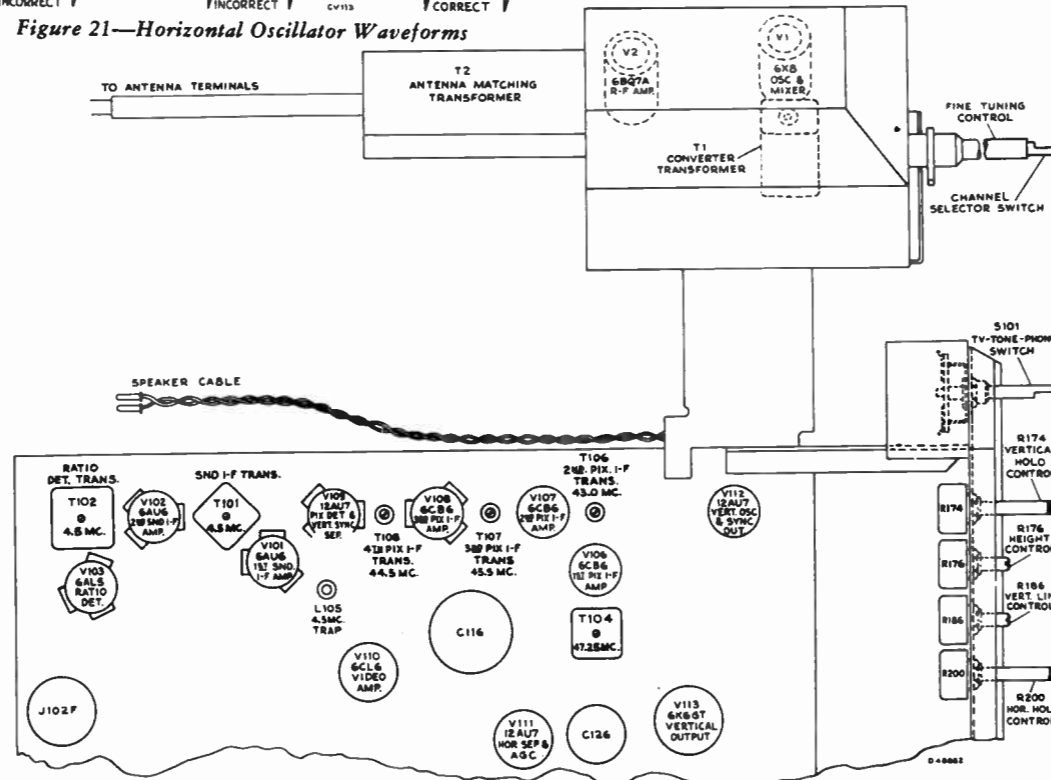 INCORRECT
INCORRECT
CV113
CORRECT
Figure 21—Horizontal Oscillator Waveforms
TO ANTENNA TERMINALS
T2
ANTENNA MATCHING
TRANSFORMER
V2
6BQ7A
R-F AMP.
V1
6X8
OSC &
MIXER
T1
CONVERTER
TRANSFORMER
FINE TUNING
CONTROL
CHANNEL
SELECTOR SWITCH
SPEAKER CABLE
S101
TV-TONE-PHONO
SWITCH
R174
VERTICAL
HOLD
CONTROL
R176
HEIGHT
CONTROL
R186
VERT. LIN
CONTROL
R200
HOR. HOLD
CONTROL
R174
R176
R186
R200
RATIO
DET. TRANS.
T102
4.5 MC.
V102
6AU6
2ND SND I-F
AMP.
SND I-F TRANS.
T101
4.5 MC.
V109
12AU7
PIX DET &
VERT. SYNC
SEP.
V108
6CB6
3RD PIX I-F
AMP.
V107
6CB6
2ND PIX I-F
AMP.
T106
2ND. PIX. I-F
TRANS.
43.0 MC.
V112
12AU7
VERT. OSC
& SYNC
OUT
V103
6AL5
RATIO
DET.
V101
6AU6
1ST SND.
I-F AMP.
T108
4TH PIX I-F
TRANS.
44.5 MC.
T107
3RD PIX I-F
TRANS
45.5 MC.
V106
6CB6
1ST PIX I-F
AMP
L105
4.5 MC.
TRAP
C116
T104
47.25 MC.
V110
6CL6
VIDEO
AMP.
J102F
V111
12AU7
HOR SEP &
AGC
C126
V113
6K6GT
VERTICAL
OUTPUT